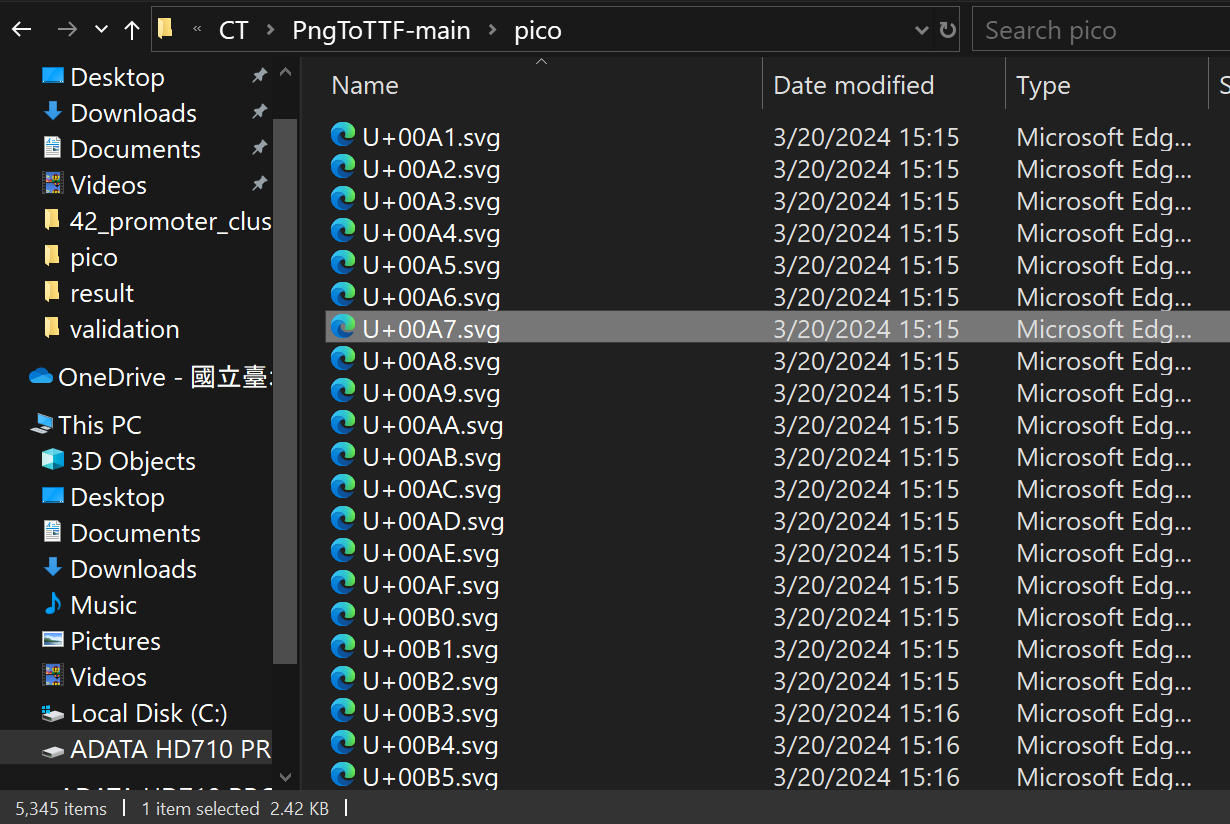 « CT > PngToTTF-main > pico
Search pico
Desktop
Downloads
Documents
Videos
42_promoter_clus
pico
result
validation
OneDrive - 國立臺
This PC
3D Objects
Desktop
Documents
Downloads
Music
Pictures
Videos
Local Disk (C:)
ADATA HD710 PR
Name Date modified Type S
U+00A1.svg 3/20/2024 15:15 Microsoft Edg...
U+00A2.svg 3/20/2024 15:15 Microsoft Edg...
U+00A3.svg 3/20/2024 15:15 Microsoft Edg...
U+00A4.svg 3/20/2024 15:15 Microsoft Edg...
U+00A5.svg 3/20/2024 15:15 Microsoft Edg...
U+00A6.svg 3/20/2024 15:15 Microsoft Edg...
U+00A7.svg 3/20/2024 15:15 Microsoft Edg...
U+00A8.svg 3/20/2024 15:15 Microsoft Edg...
U+00A9.svg 3/20/2024 15:15 Microsoft Edg...
U+00AA.svg 3/20/2024 15:15 Microsoft Edg...
U+00AB.svg 3/20/2024 15:15 Microsoft Edg...
U+00AC.svg 3/20/2024 15:15 Microsoft Edg...
U+00AD.svg 3/20/2024 15:15 Microsoft Edg...
U+00AE.svg 3/20/2024 15:15 Microsoft Edg...
U+00AF.svg 3/20/2024 15:15 Microsoft Edg...
U+00B0.svg 3/20/2024 15:15 Microsoft Edg...
U+00B1.svg 3/20/2024 15:15 Microsoft Edg...
U+00B2.svg 3/20/2024 15:15 Microsoft Edg...
U+00B3.svg 3/20/2024 15:16 Microsoft Edg...
U+00B4.svg 3/20/2024 15:16 Microsoft Edg...
U+00B5.svg 3/20/2024 15:16 Microsoft Edg...
5,345 items 1 item selected 2.42 KB